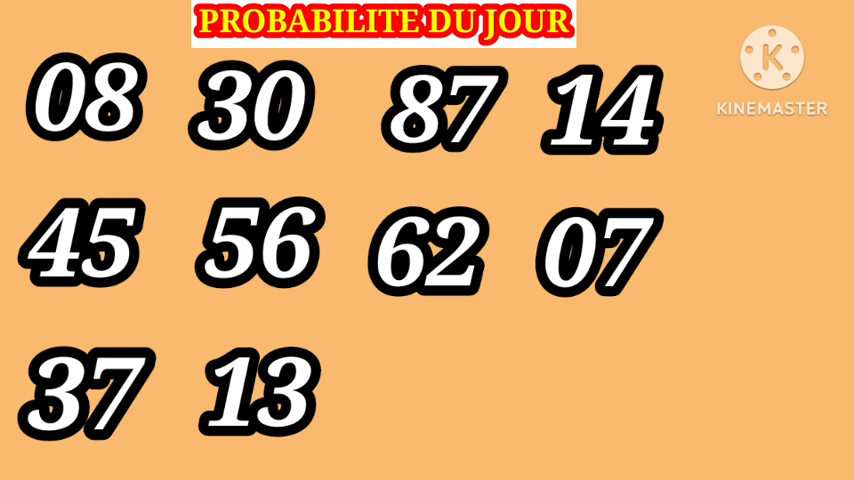 PROBABILITE DU JOUR
KINEMASTER
08 30 87 14
45 56 62 07
37 13